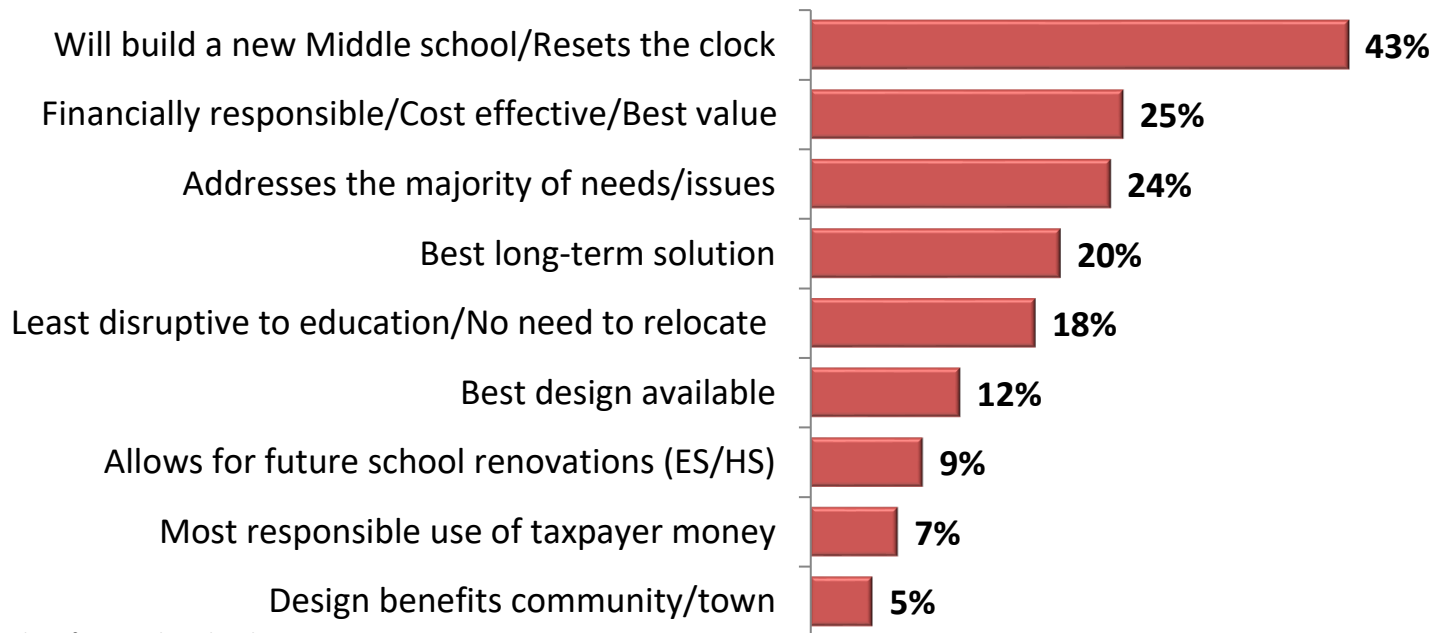 Will build a new Middle school/Resets the clock 43%
Financially responsible/Cost effective/Best value 25%
Addresses the majority of needs/issues 24%
Best long-term solution 20%
Least disruptive to education/No need to relocate 18%
Best design available 12%
Allows for future school renovations (ES/HS) 9%
Most responsible use of taxpayer money 7%
Design benefits community/town 5%